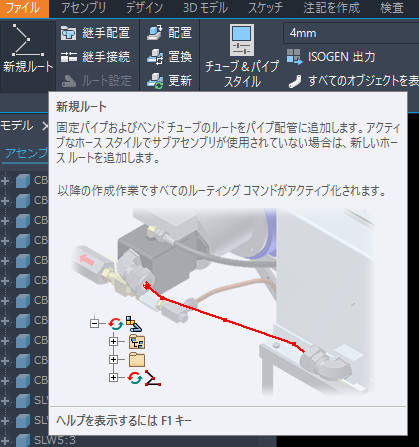 ファイル アセンブリ デザイン 3D モデル スケッチ 注記を作成 検査
新規ルート
継手配置
継手接続
ルート設定
配置
置換
更新
チューブ＆パイプ
スタイル
4mm
ISOGEN 出力
すべてのオブジェクトを表
モデル ×
アセンブ
新規ルート
固定パイプおよびベンド チューブのルートをパイプ配管に追加します。アクティ
ブなホース スタイルでサブアセンブリが使用されていない場合は、新しいホー
ス ルートを追加します。
以降の作成作業ですべてのルーティング コマンドがアクティブ化されます。
CB
CB
CB
CB
CB
CB
CB
CB
CB
CB
CB
SLW
SLW5:3
ヘルプを表示するには F1 キー